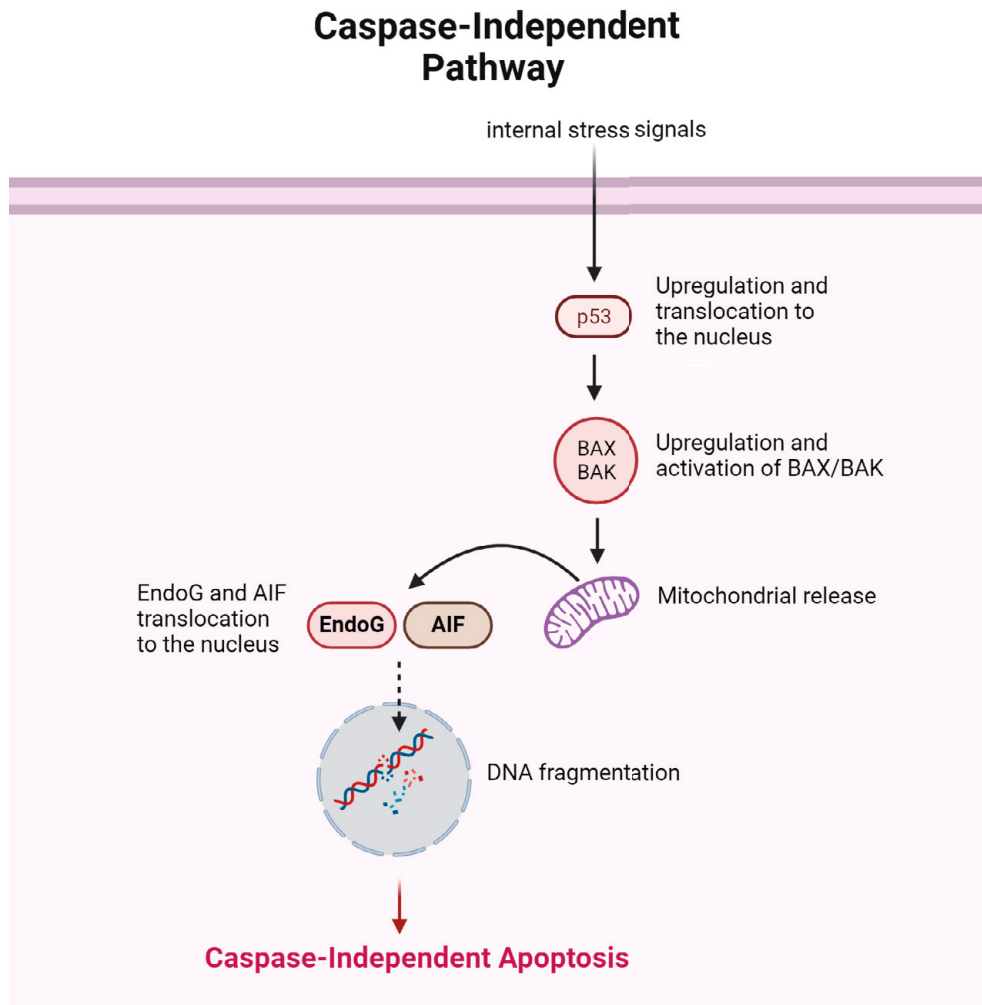 Caspase-Independent
Pathway
internal stress signals
p53
Upregulation and
translocation to
the nucleus
BAX
BAK
Upregulation and
activation of BAX/BAK
Mitochondrial release
EndoG and AIF
translocation
to the nucleus
EndoG
AIF
DNA fragmentation
Caspase-Independent Apoptosis